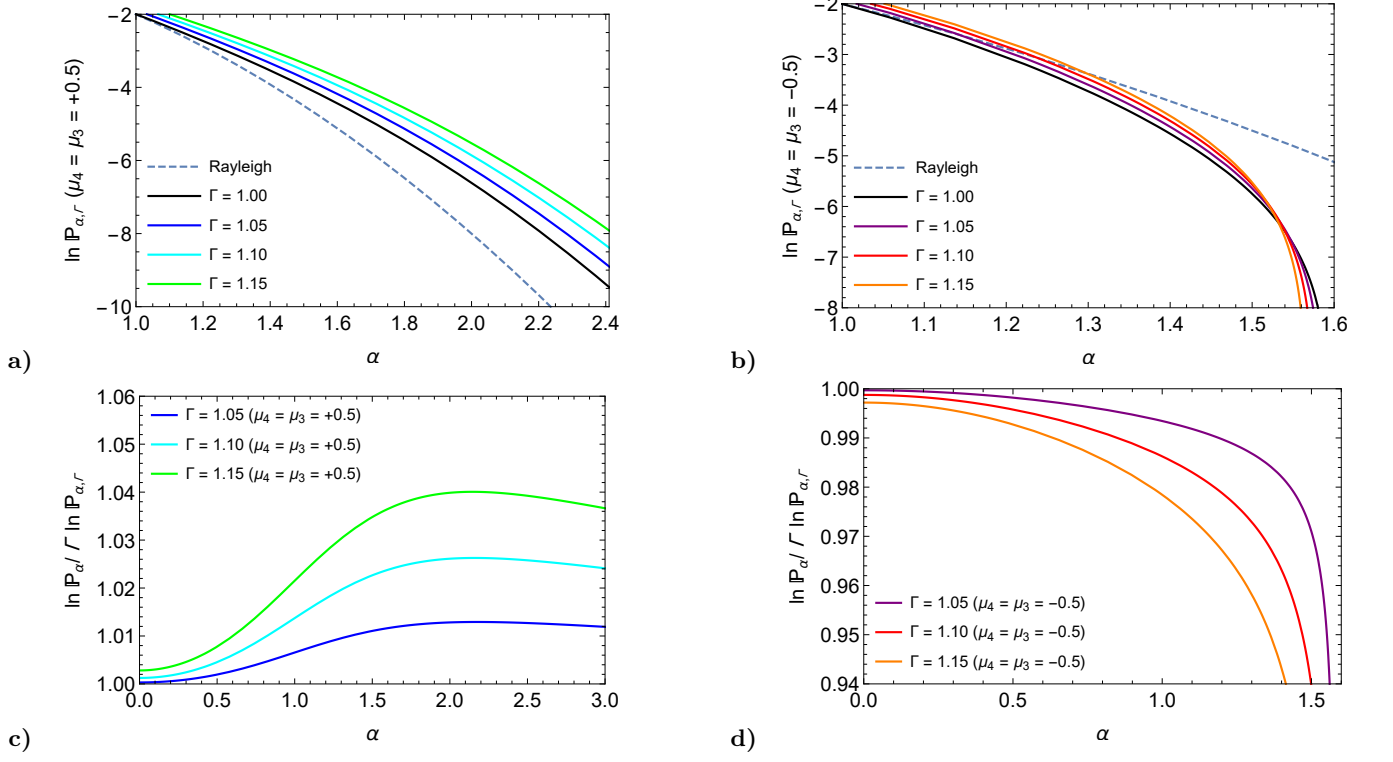 ln ℙα,Γ (μ4 = μ3 = +0.5)
−2
−4
−6
−8
−10
Rayleigh
Γ = 1.00
Γ = 1.05
Γ = 1.10
Γ = 1.15
1.0 1.2 1.4 1.6 1.8 2.0 2.2 2.4
α
a)
ln ℙα,Γ (μ4 = μ3 = −0.5)
−2
−3
−4
−5
−6
−7
−8
Rayleigh
Γ = 1.00
Γ = 1.05
Γ = 1.10
Γ = 1.15
1.0 1.1 1.2 1.3 1.4 1.5 1.6
α
b)
ln ℙα/ Γ ln ℙα,Γ
1.06
1.05
1.04
1.03
1.02
1.01
1.00
Γ = 1.05 (μ4 = μ3 = +0.5)
Γ = 1.10 (μ4 = μ3 = +0.5)
Γ = 1.15 (μ4 = μ3 = +0.5)
0.0 0.5 1.0 1.5 2.0 2.5 3.0
α
c)
ln ℙα/ Γ ln ℙα,Γ
1.00
0.99
0.98
0.97
0.96
0.95
0.94
Γ = 1.05 (μ4 = μ3 = −0.5)
Γ = 1.10 (μ4 = μ3 = −0.5)
Γ = 1.15 (μ4 = μ3 = −0.5)
0.0 0.5 1.0 1.5
α
d)